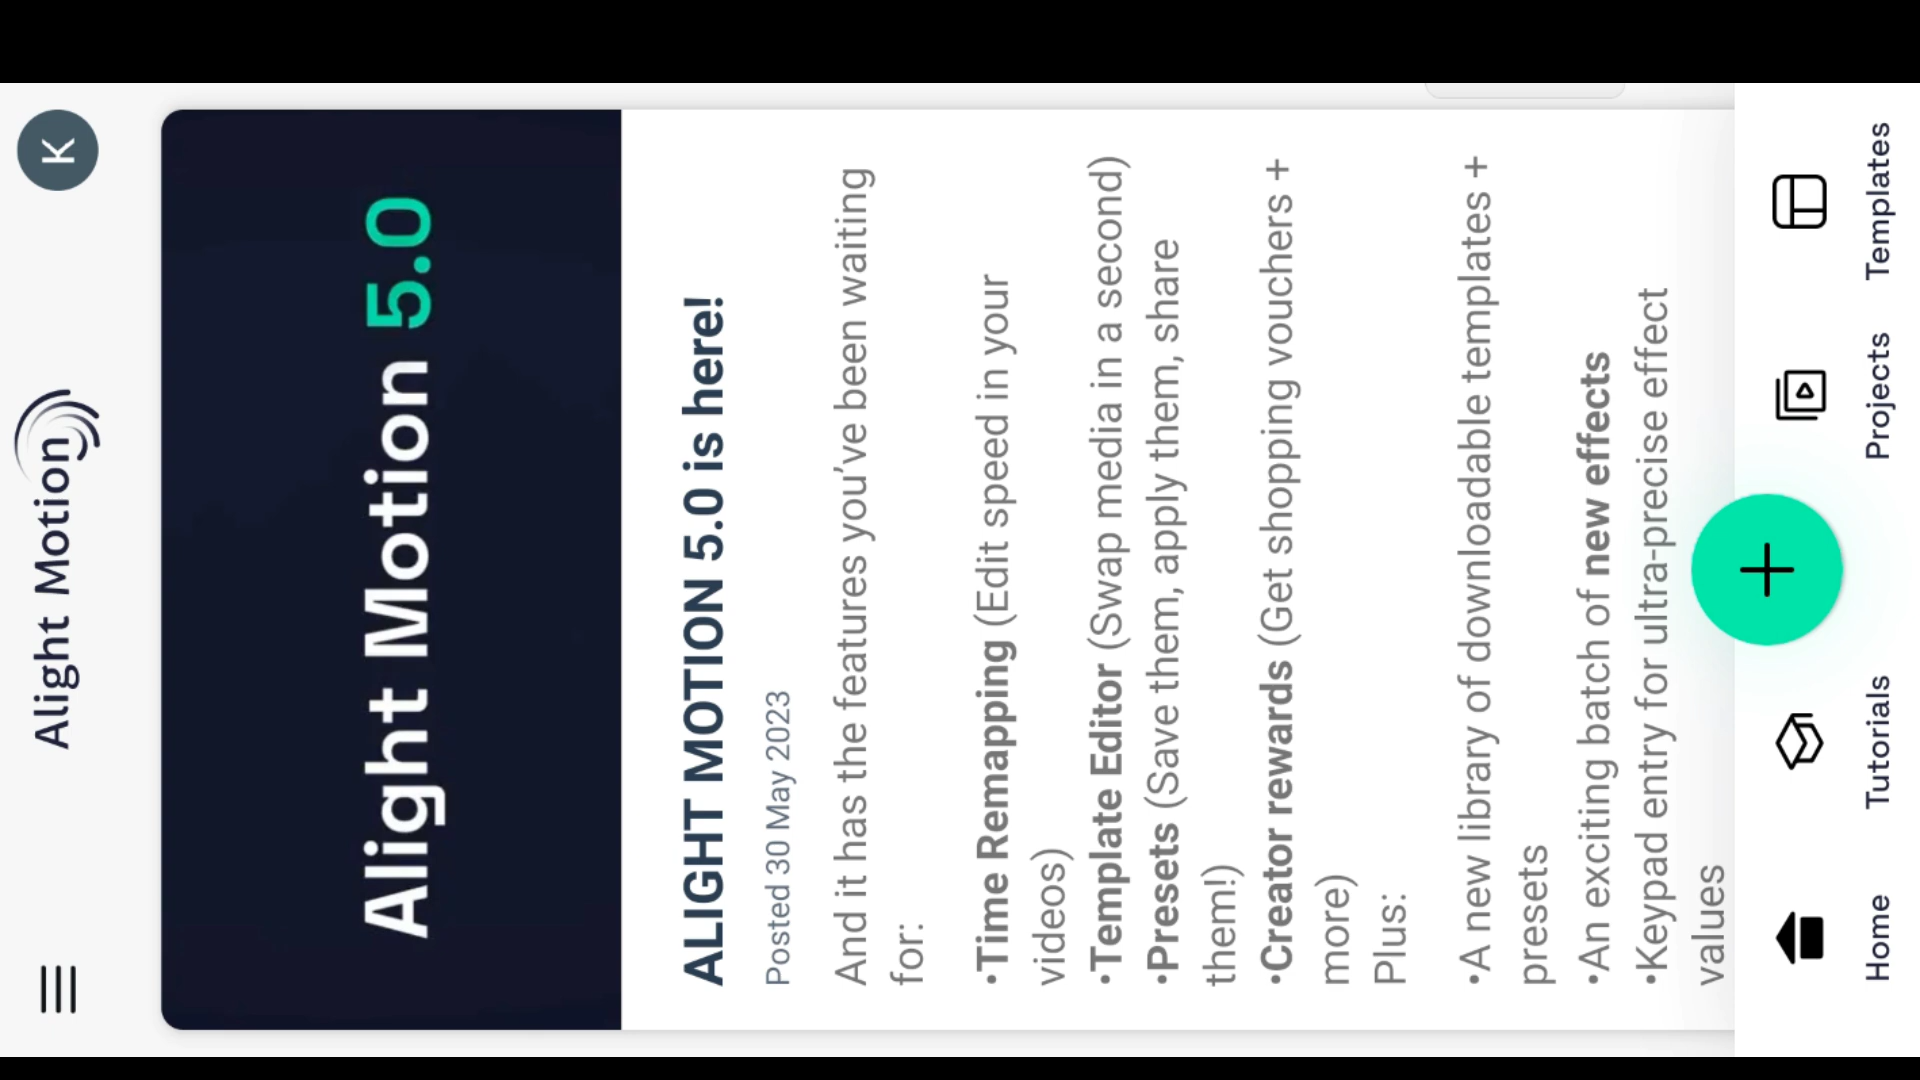 Alight Motion
K
Alight Motion 5.0
ALIGHT MOTION 5.0 is here!
Posted 30 May 2023
And it has the features you've been waiting
for:
•Time Remapping (Edit speed in your
videos)
•Template Editor (Swap media in a second)
•Presets (Save them, apply them, share
them!)
•Creator rewards (Get shopping vouchers +
more)
Plus:
•A new library of downloadable templates +
presets
•An exciting batch of new effects
•Keypad entry for ultra-precise effect
values
Home
Tutorials
Projects
Templates